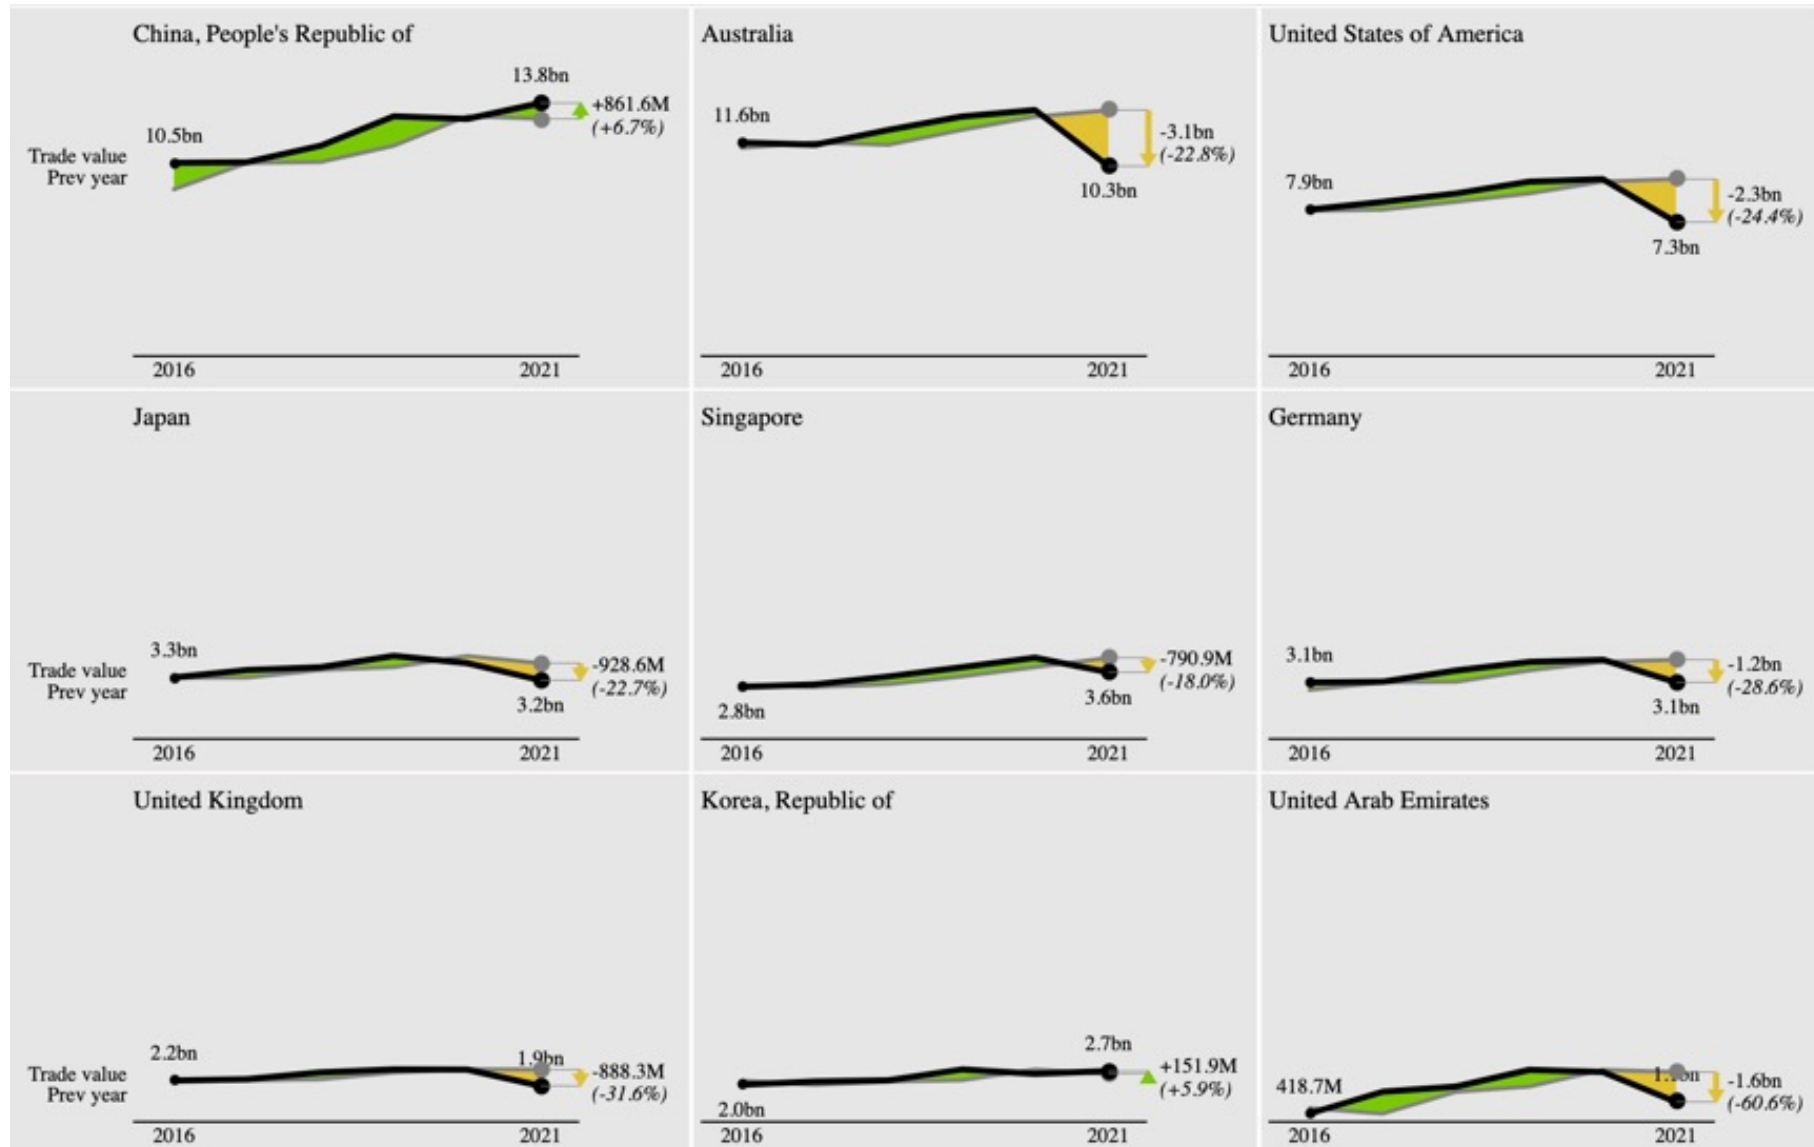 China, People's Republic of
13.8bn
+861.6M
(+6.7%)
10.5bn
Trade value
Prev year
2016
2021
Australia
11.6bn
-3.1bn
(-22.8%)
10.3bn
2016
2021
United States of America
7.9bn
-2.3bn
(-24.4%)
7.3bn
2016
2021
Japan
3.3bn
Trade value
Prev year
-928.6M
(-22.7%)
3.2bn
2016
2021
Singapore
-790.9M
(-18.0%)
2.8bn
3.6bn
2016
2021
Germany
3.1bn
-1.2bn
(-28.6%)
3.1bn
2016
2021
United Kingdom
2.2bn
1.9bn
Trade value
Prev year
-888.3M
(-31.6%)
2016
2021
Korea, Republic of
2.7bn
+151.9M
(+5.9%)
2.0bn
2016
2021
United Arab Emirates
418.7M
-1.6bn
(-60.6%)
2016
2021